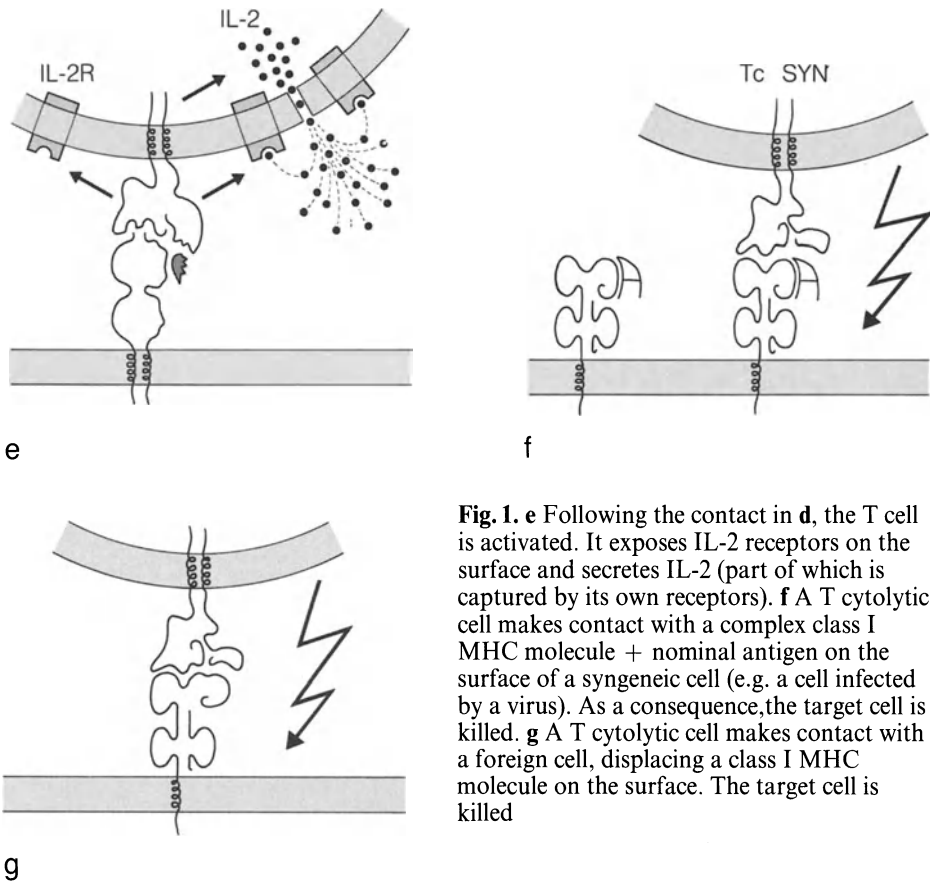 IL-2
IL-2R
e
Tc SYN
f
g
Fig. 1. e Following the contact in d, the T cell
is activated. It exposes IL-2 receptors on the
surface and secretes IL-2 (part of which is
captured by its own receptors). f A T cytolytic
cell makes contact with a complex class I
MHC molecule + nominal antigen on the
surface of a syngeneic cell (e.g. a cell infected
by a virus). As a consequence,the target cell is
killed. g A T cytolytic cell makes contact with
a foreign cell, displacing a class I MHC
molecule on the surface. The target cell is
killed